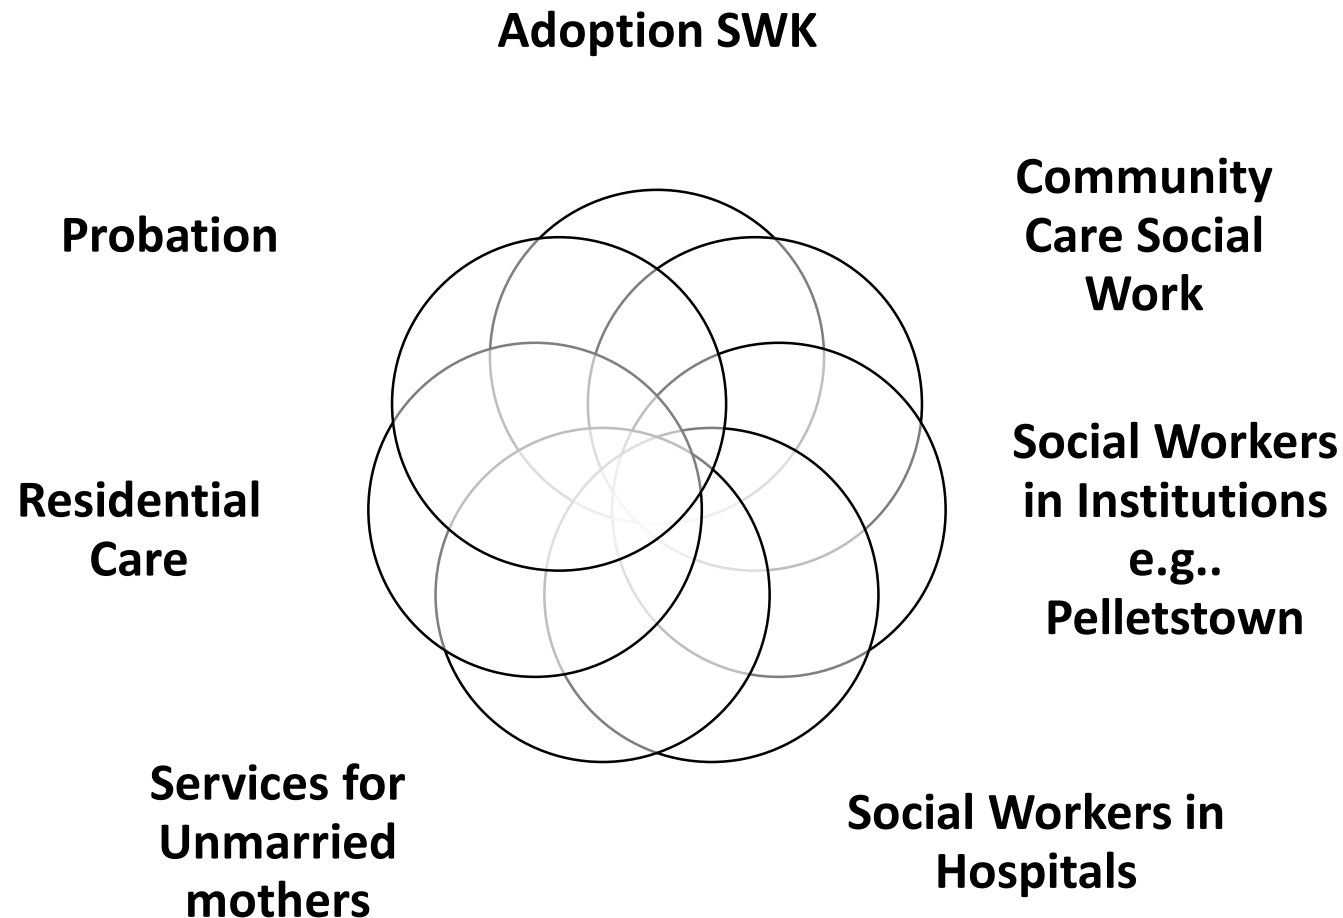 Adoption SWK
Community
Care Social
Work
Probation
Social Workers
in Institutions
e.g..
Pelletstown
Residential
Care
Services for
Unmarried
mothers
Social Workers in
Hospitals